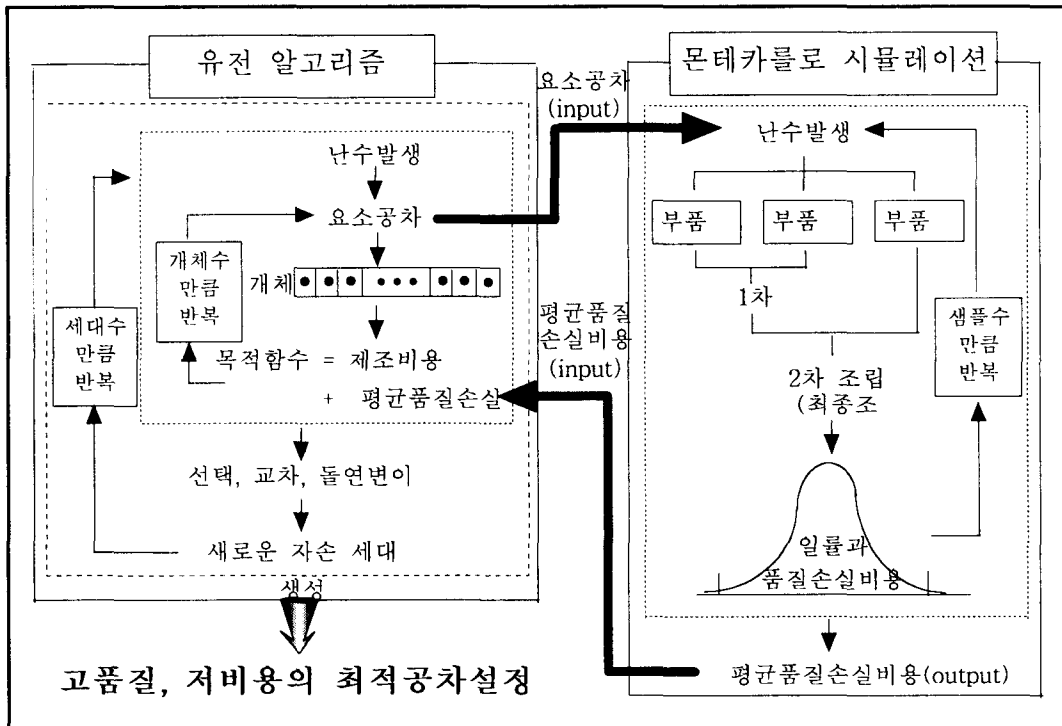 유전 알고리즘
난수발생
요소공차
개체
개체수
만큼
반복
세대수
만큼
반복
목적함수 = 제조비용
+ 평균품질손실
선택, 교차, 돌연변이
새로운 자손 세대
생성
고품질, 저비용의 최적공차설정
요소공차
(input)
평균품질
손실비용
(input)
몬테카를로 시뮬레이션
난수발생
부품
부품
부품
1차
2차 조립
(최종조
샘플수
만큼
반복
일률과
품질손실비용
평균품질손실비용(output)